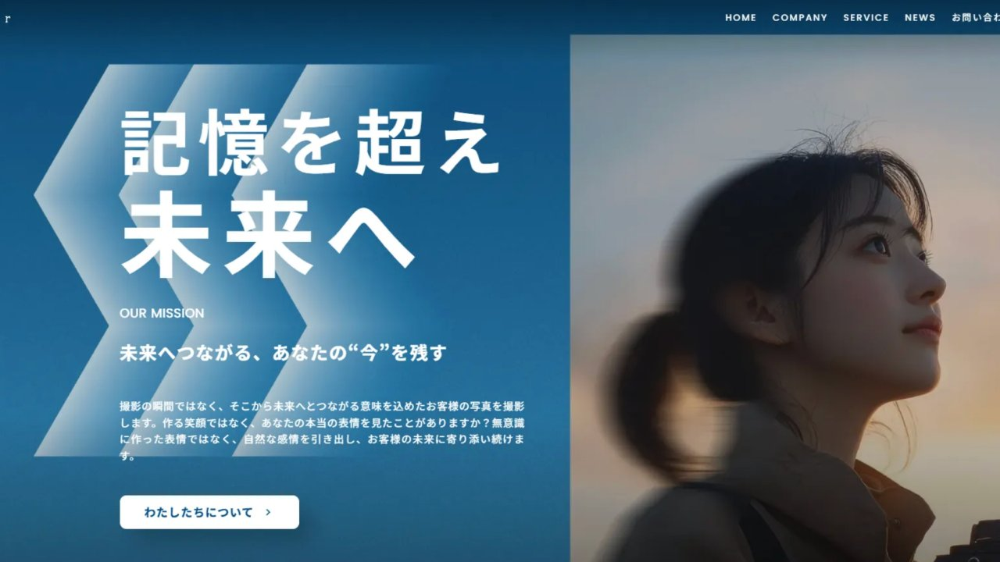 r
HOME COMPANY SERVICE NEWS お問い合わ
記憶を超え
未来へ
OUR MISSION
未来へつながる、あなたの“今”を残す
撮影の瞬間ではなく、そこから未来へとつながる意味を込めたお客様の写真を撮影
します。作る笑顔ではなく、あなたの本当の表情を見たことがありますか？無意識
に作った表情ではなく、自然な感情を引き出し、お客様の未来に寄り添い続けま
す。
わたしたちについて